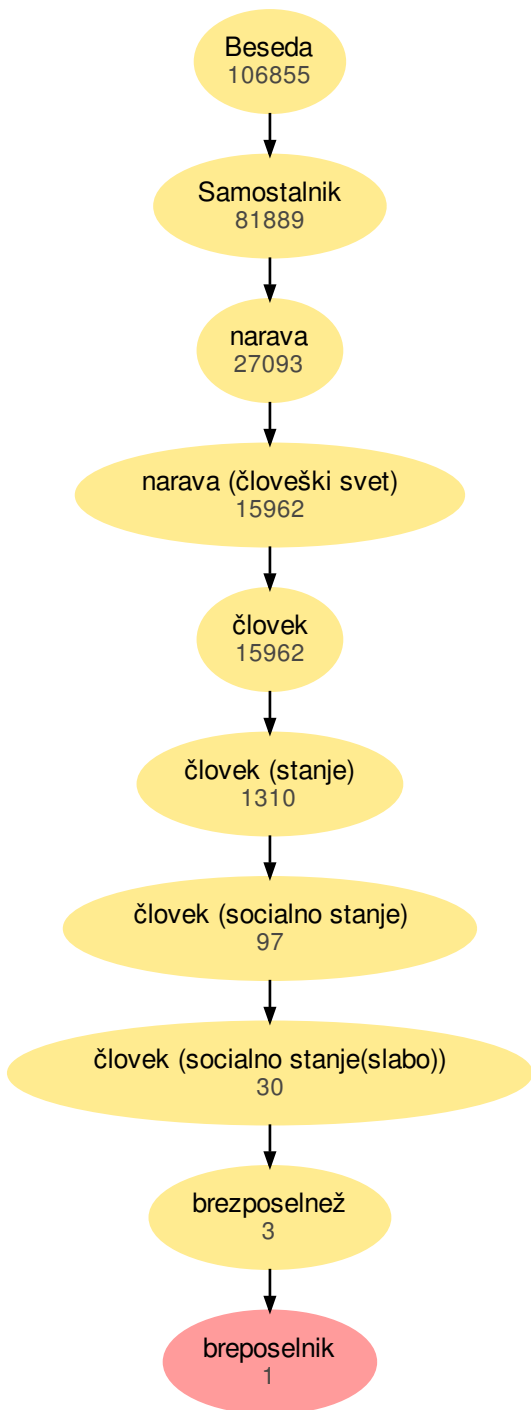 Beseda
106855
Samostalnik
81889
narava
27093
narava (človeški svet)
15962
človek
15962
človek (stanje)
1310
človek (socialno stanje)
97
človek (socialno stanje(slabo))
30
brezposelnež
3
breposelnik
1